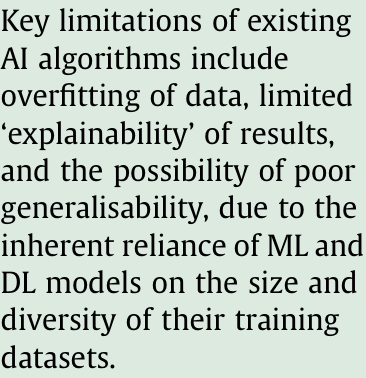 Key limitations of existing
AI algorithms include
overfitting of data, limited
‘explainability’ of results,
and the possibility of poor
generalisability, due to the
inherent reliance of ML and
DL models on the size and
diversity of their training
datasets.